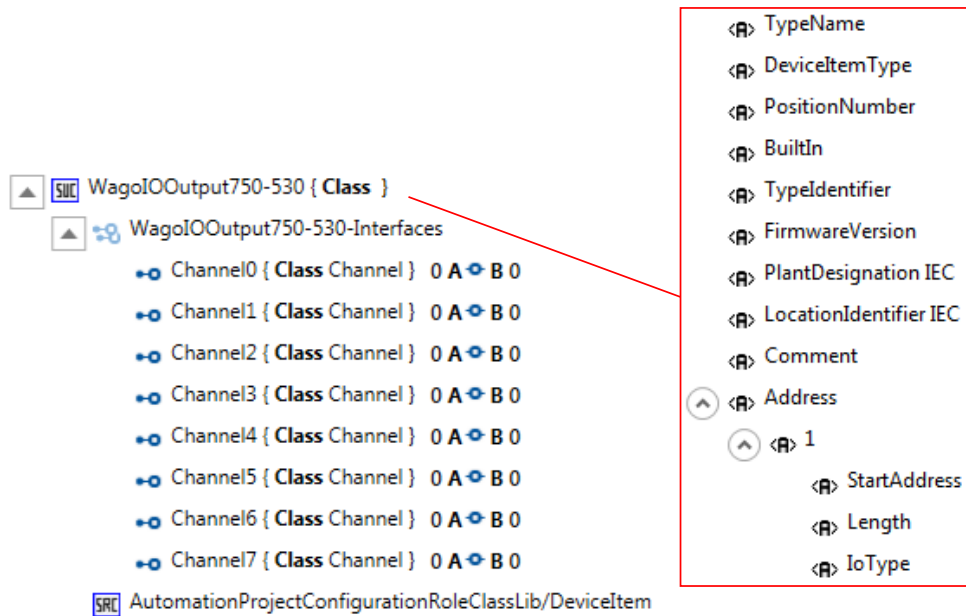 WagoIOOutput750-530 { Class }
WagoIOOutput750-530-Interfaces
Channel0 { Class Channel } 0 A B 0
Channel1 { Class Channel } 0 A B 0
Channel2 { Class Channel } 0 A B 0
Channel3 { Class Channel } 0 A B 0
Channel4 { Class Channel } 0 A B 0
Channel5 { Class Channel } 0 A B 0
Channel6 { Class Channel } 0 A B 0
Channel7 { Class Channel } 0 A B 0
AutomationProjectConfigurationRoleClassLib/DeviceItem
SUC
SRC
<A> TypeName
<A> DeviceItemType
<A> PositionNumber
<A> BuiltIn
<A> TypeIdentifier
<A> FirmwareVersion
<A> PlantDesignation IEC
<A> LocationIdentifier IEC
<A> Comment
<A> Address
<A> 1
<A> StartAddress
<A> Length
<A> IoType